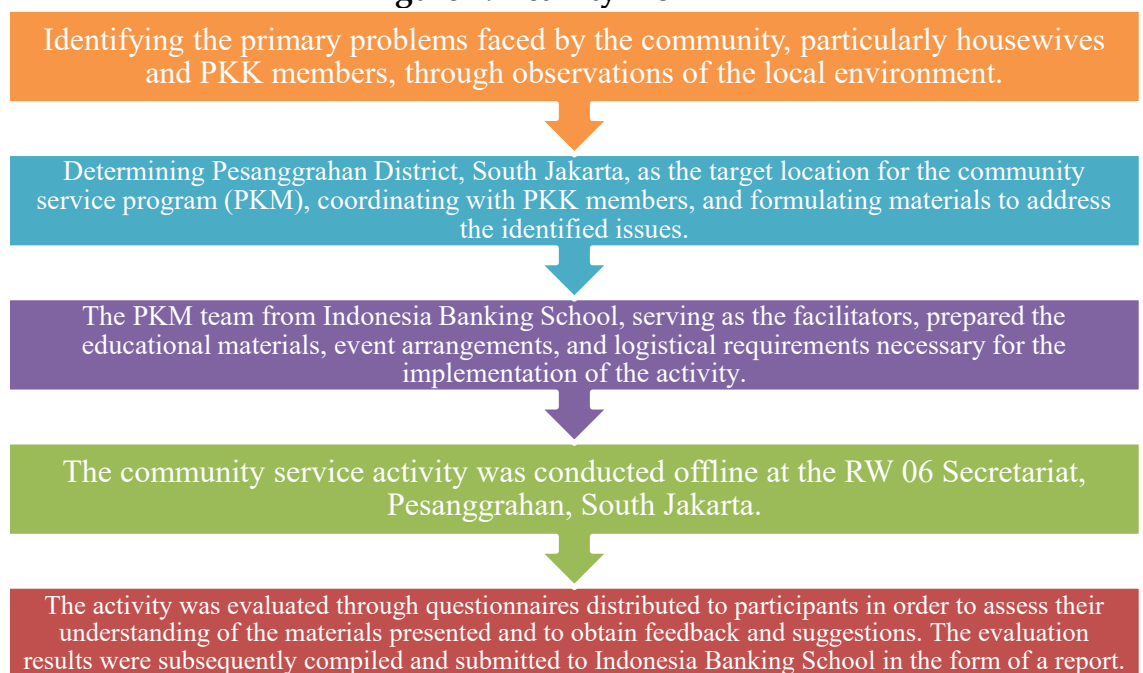 Identifying the primary problems faced by the community, particularly housewives
and PKK members, through observations of the local environment.
Determining Pesanggrahan District, South Jakarta, as the target location for the community
service program (PKM), coordinating with PKK members, and formulating materials to address
the identified issues.
The PKM team from Indonesia Banking School, serving as the facilitators, prepared the
educational materials, event arrangements, and logistical requirements necessary for the
implementation of the activity.
The community service activity was conducted offline at the RW 06 Secretariat,
Pesanggrahan, South Jakarta.
The activity was evaluated through questionnaires distributed to participants in order to assess their
understanding of the materials presented and to obtain feedback and suggestions. The evaluation
results were subsequently compiled and submitted to Indonesia Banking School in the form of a report.